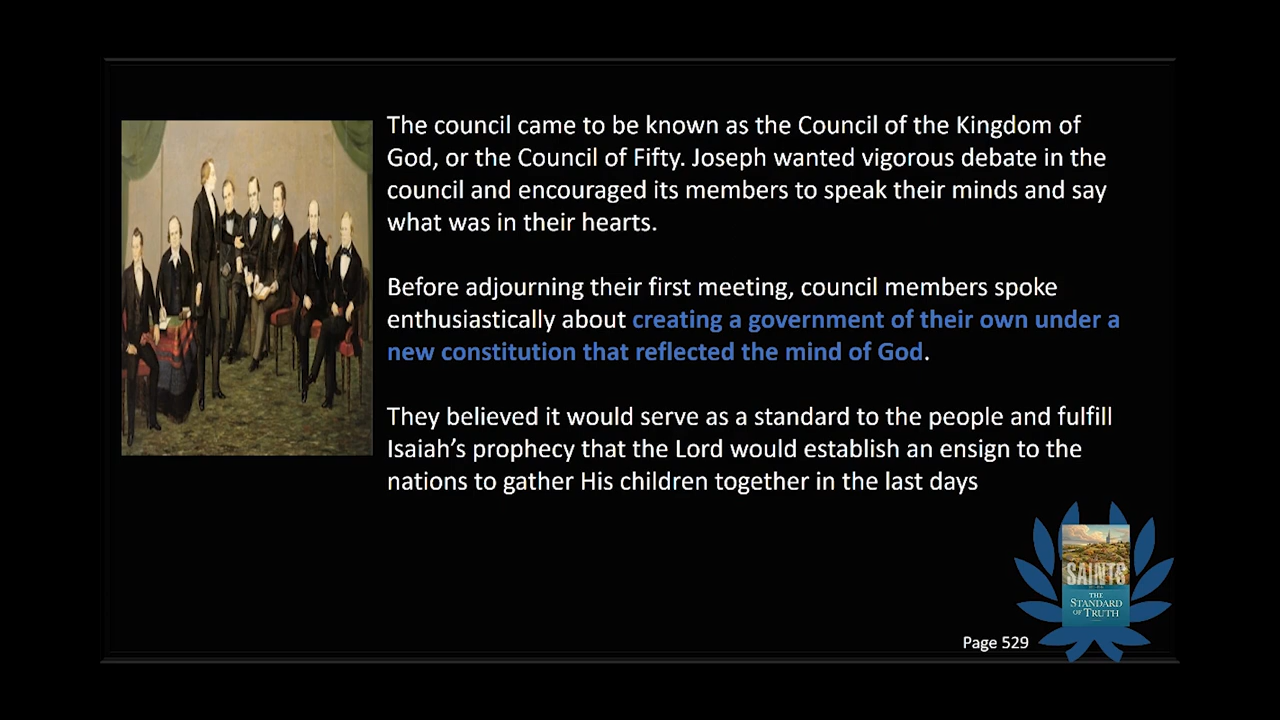 The council came to be known as the Council of the Kingdom of
God, or the Council of Fifty. Joseph wanted vigorous debate in the
council and encouraged its members to speak their minds and say
what was in their hearts.
Before adjourning their first meeting, council members spoke
enthusiastically about creating a government of their own under a
new constitution that reflected the mind of God.
They believed it would serve as a standard to the people and fulfill
Isaiah’s prophecy that the Lord would establish an ensign to the
nations to gather His children together in the last days
SAINTS
THE
STANDARD
OF TRUTH
Page 529